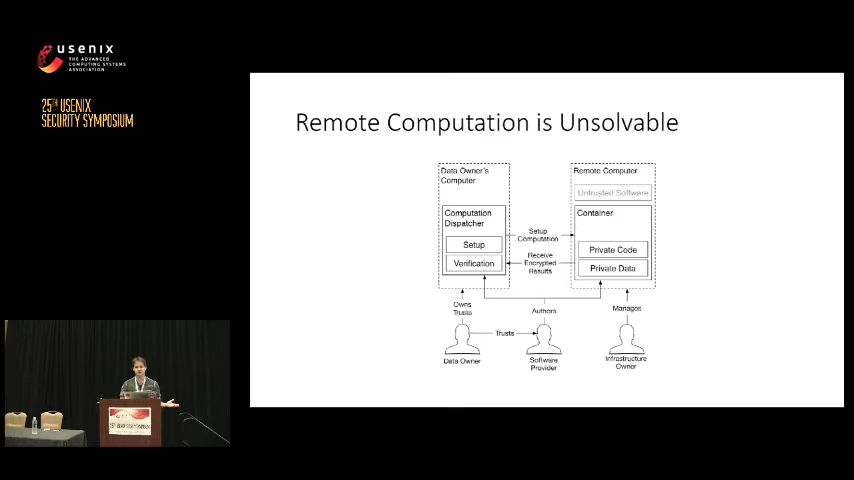 usenix
THE ADVANCED
COMPUTING SYSTEMS
ASSOCIATION
25TH USENIX
SECURITY SYMPOSIUM
Remote Computation is Unsolvable
Data Owner's
Computer
Computation
Dispatcher
Setup
Verification
Setup
Computation
Receive
Encrypted
Results
Remote Computer
Untrusted Software
Container
Private Code
Private Data
Owns
Trusts
Authors
Manages
Trusts
Data Owner
Software
Provider
Infrastructure
Owner